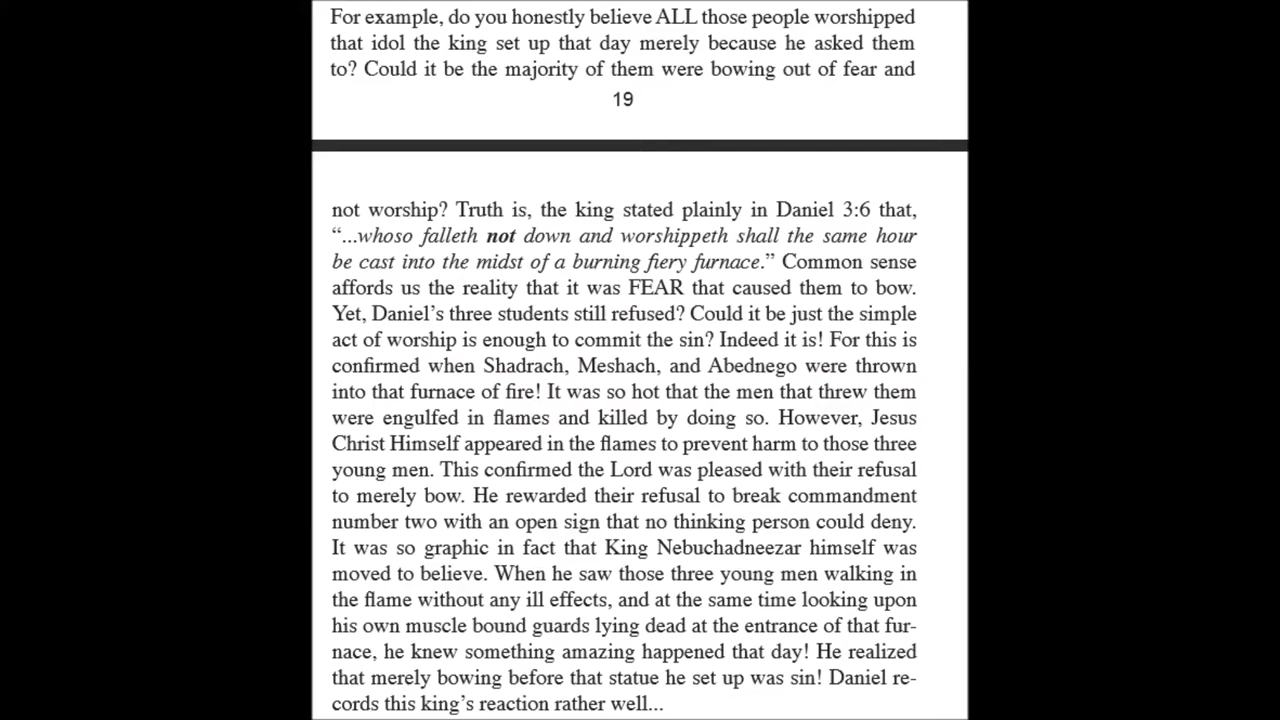 For example, do you honestly believe ALL those people worshipped
that idol the king set up that day merely because he asked them
to? Could it be the majority of them were bowing out of fear and
19
not worship? Truth is, the king stated plainly in Daniel 3:6 that,
“...whoso falleth not down and worshippeth shall the same hour
be cast into the midst of a burning fiery furnace.” Common sense
affords us the reality that it was FEAR that caused them to bow.
Yet, Daniel’s three students still refused? Could it be just the simple
act of worship is enough to commit the sin? Indeed it is! For this is
confirmed when Shadrach, Meshach, and Abednego were thrown
into that furnace of fire! It was so hot that the men that threw them
were engulfed in flames and killed by doing so. However, Jesus
Christ Himself appeared in the flames to prevent harm to those three
young men. This confirmed the Lord was pleased with their refusal
to merely bow. He rewarded their refusal to break commandment
number two with an open sign that no thinking person could deny.
It was so graphic in fact that King Nebuchadneezar himself was
moved to believe. When he saw those three young men walking in
the flame without any ill effects, and at the same time looking upon
his own muscle bound guards lying dead at the entrance of that fur-
nace, he knew something amazing happened that day! He realized
that merely bowing before that statue he set up was sin! Daniel re-
cords this king’s reaction rather well...